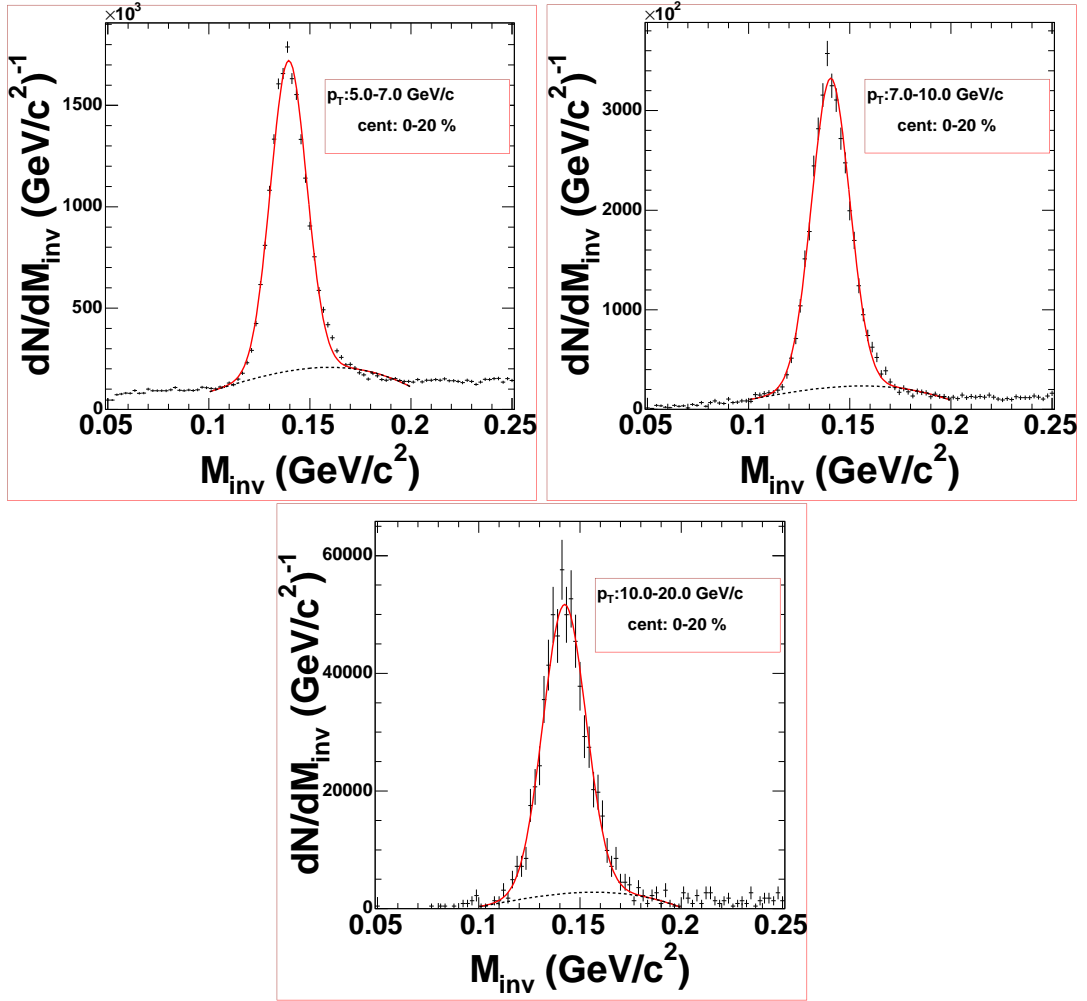 ×10³
1500
1000
500
0
0.05 0.1 0.15 0.2 0.25
dN/dM_inv (GeV/c²)⁻¹
M_inv (GeV/c²)
p_T:5.0-7.0 GeV/c
cent: 0-20 %
×10²
3000
2000
1000
0
0.05 0.1 0.15 0.2 0.25
dN/dM_inv (GeV/c²)⁻¹
M_inv (GeV/c²)
p_T:7.0-10.0 GeV/c
cent: 0-20 %
60000
40000
20000
0
0.05 0.1 0.15 0.2 0.25
dN/dM_inv (GeV/c²)⁻¹
M_inv (GeV/c²)
p_T:10.0-20.0 GeV/c
cent: 0-20 %